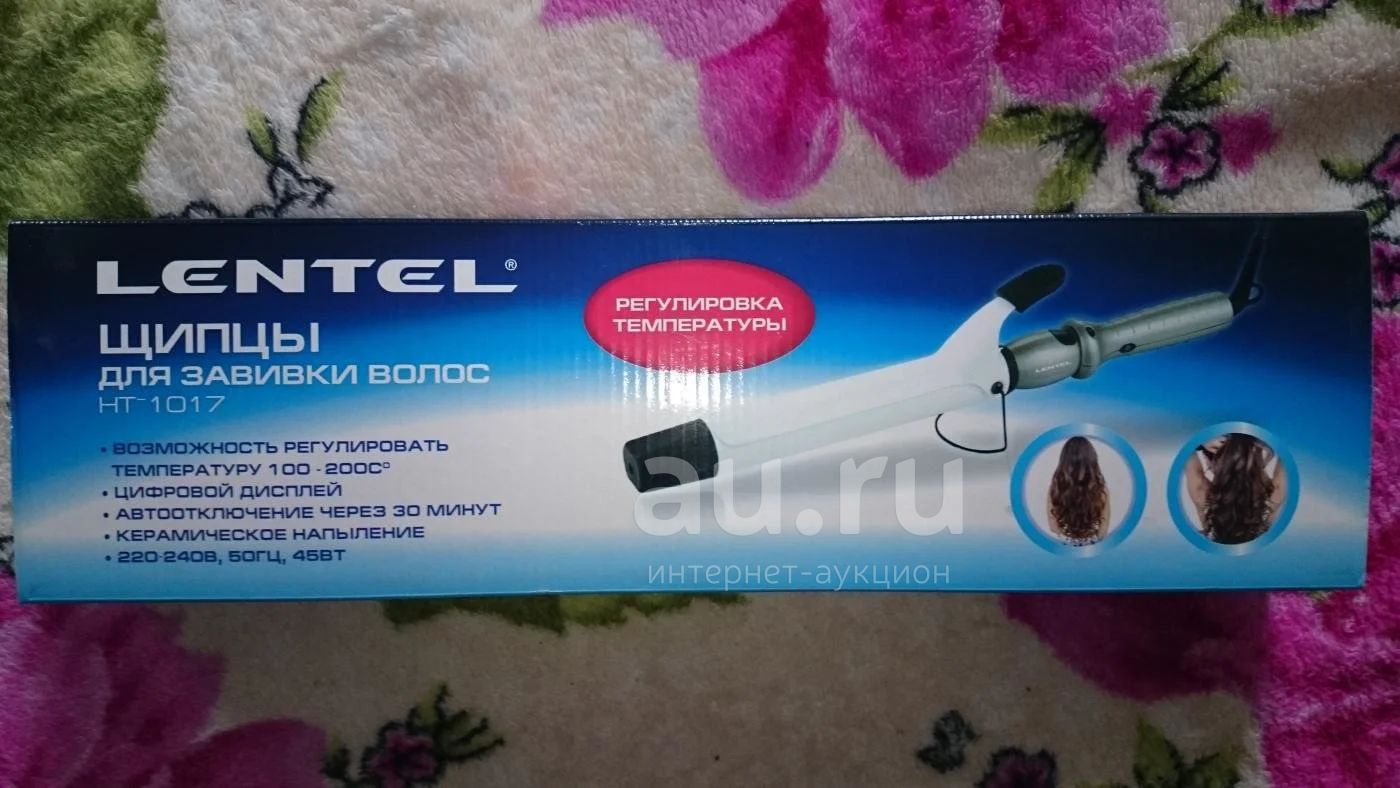 LENTEL®
ЩИПЦЫ
ДЛЯ ЗАВИВКИ ВОЛОС
HT-1017
• ВОЗМОЖНОСТЬ РЕГУЛИРОВАТЬ
ТЕМПЕРАТУРУ 100-200С°
• ЦИФРОВОЙ ДИСПЛЕЙ
• АВТООТКЛЮЧЕНИЕ ЧЕРЕЗ 30 МИНУТ
• КЕРАМИЧЕСКОЕ НАПЫЛЕНИЕ
• 220-240В, 50ГЦ, 45ВТ
РЕГУЛИРОВКА
ТЕМПЕРАТУРЫ
LENTEL
au.ru
интернет-аукцион